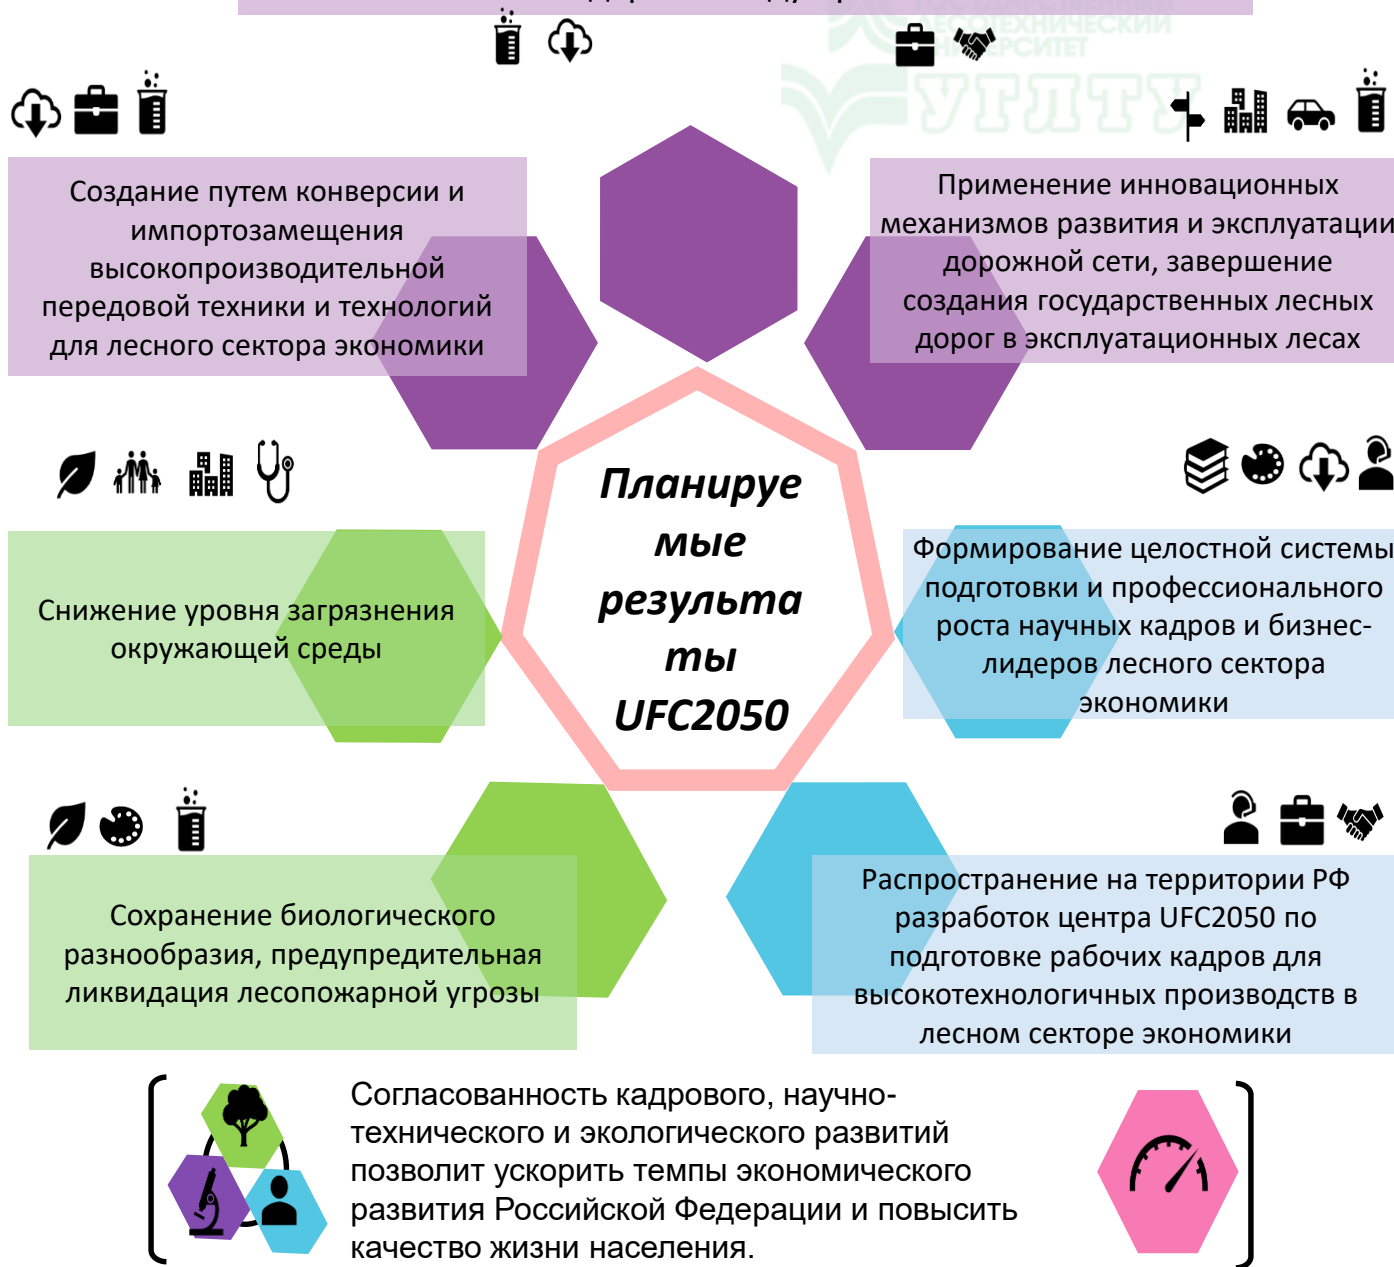 ГОСУДАРСТВЕННЫЙ
ЛЕСОТЕХНИЧЕСКИЙ
УНИВЕРСИТЕТ
УГЛТУ
Создание путем конверсии и
импортозамещения
высокопроизводительной
передовой техники и технологий
для лесного сектора экономики
Применение инновационных
механизмов развития и эксплуатации
дорожной сети, завершение
создания государственных лесных
дорог в эксплуатационных лесах
Планируе
мые
результа
ты
UFC2050
Снижение уровня загрязнения
окружающей среды
Формирование целостной системы
подготовки и профессионального
роста научных кадров и бизнес-
лидеров лесного сектора
экономики
Сохранение биологического
разнообразия, предупредительная
ликвидация лесопожарной угрозы
Распространение на территории РФ
разработок центра UFC2050 по
подготовке рабочих кадров для
высокотехнологичных производств в
лесном секторе экономики
Согласованность кадрового, научно-
технического и экологического развитий
позволит ускорить темпы экономического
развития Российской Федерации и повысить
качество жизни населения.